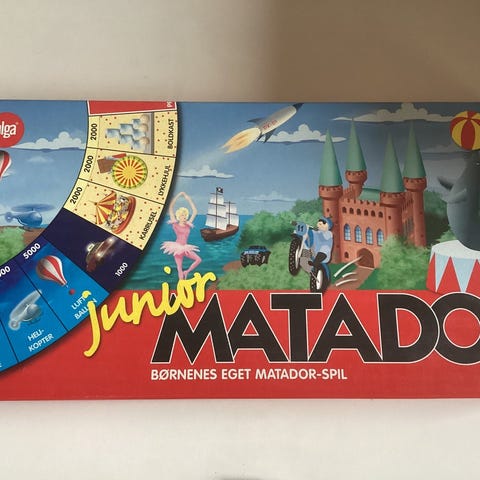 2000
BOLDKAST
2000
LYKKEHJUL
2000
KARRUSEL
1000
5000
LUFT-
BALLON
HELI-
KOPTER
junior
MATADO
BØRNENES EGET MATADOR-SPIL